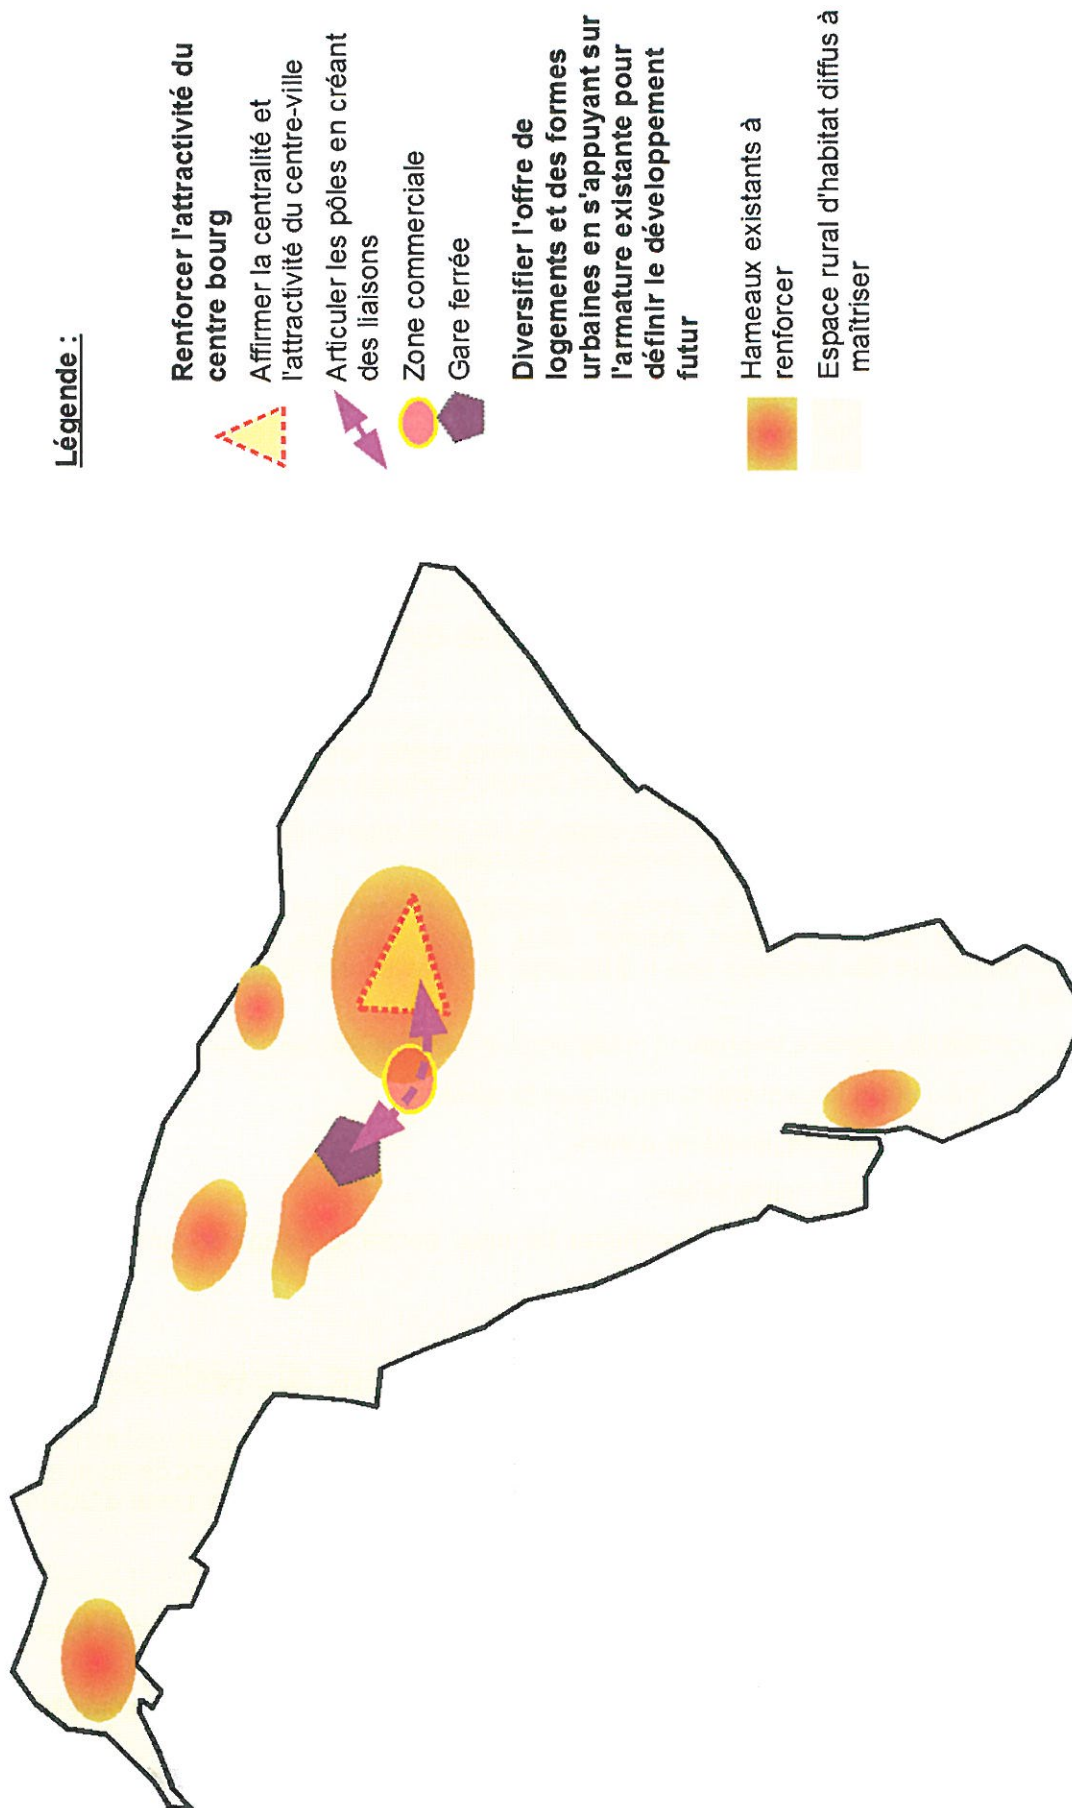 Légende :
Renforcer l'attractivité du
centre bourg
Affirmer la centralité et
l'attractivité du centre-ville
Articuler les pôles en créant
des liaisons
Zone commerciale
Gare ferrée
Diversifier l'offre de
logements et des formes
urbaines en s'appuyant sur
l'armature existante pour
définir le développement
futur
Hameaux existants à
renforcer
Espace rural d'habitat diffus à
maîtriser